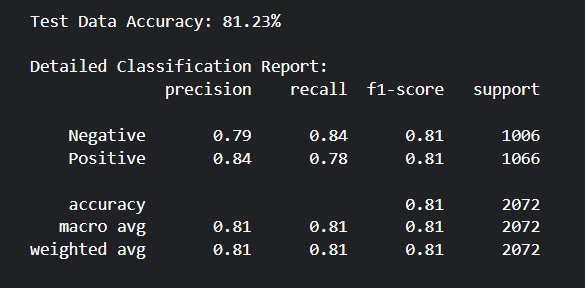 Test Data Accuracy: 81.23%
Detailed Classification Report:
precision recall f1-score support
Negative 0.79 0.84 0.81 1006
Positive 0.84 0.78 0.81 1066
accuracy 0.81 2072
macro avg 0.81 0.81 0.81 2072
weighted avg 0.81 0.81 0.81 2072